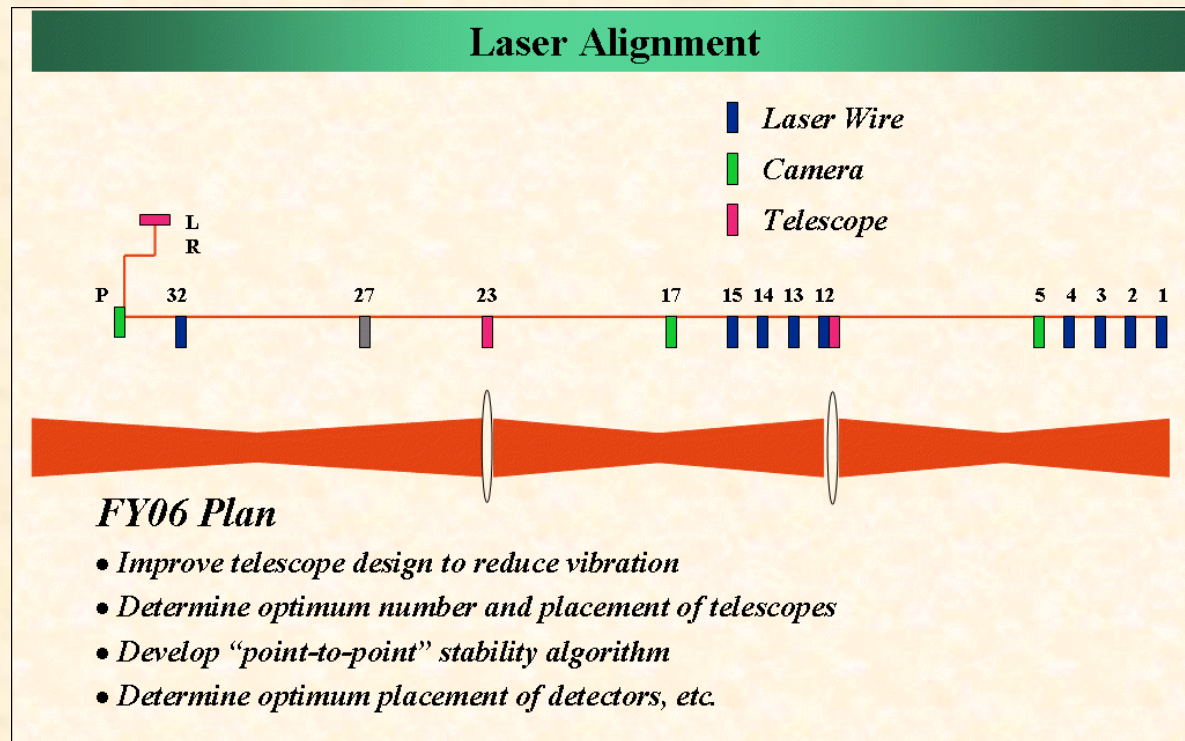 Laser Alignment
Laser Wire
Camera
Telescope
L
R
P 32 27 23 17 15 14 13 12 5 4 3 2 1
FY06 Plan
• Improve telescope design to reduce vibration
• Determine optimum number and placement of telescopes
• Develop “point-to-point” stability algorithm
• Determine optimum placement of detectors, etc.